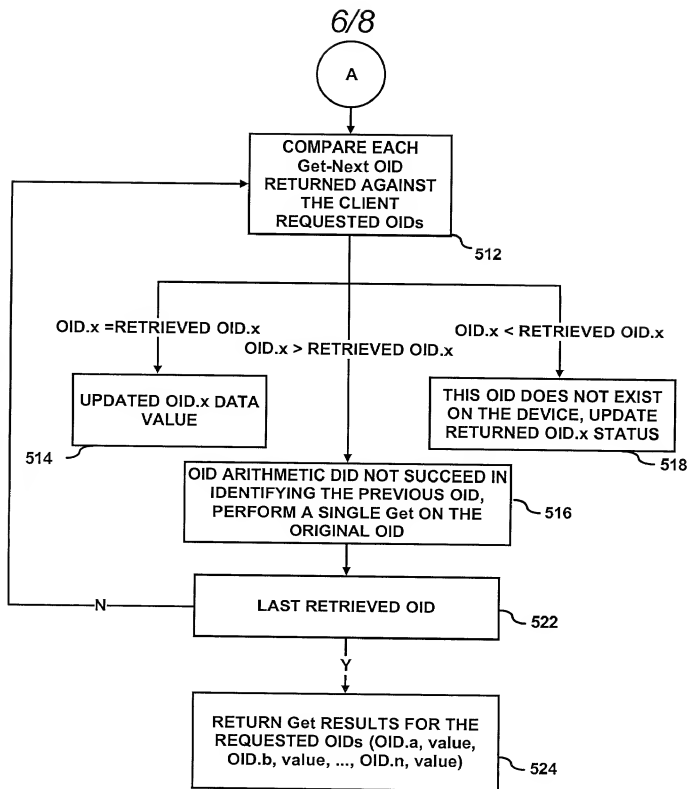 6/8
A
COMPARE EACH
Get-Next OID
RETURNED AGAINST
THE CLIENT
REQUESTED OIDs
512
OID.x =RETRIEVED OID.x
OID.x > RETRIEVED OID.x
OID.x < RETRIEVED OID.x
UPDATED OID.x DATA
VALUE
514
THIS OID DOES NOT EXIST
ON THE DEVICE, UPDATE
RETURNED OID.x STATUS
518
OID ARITHMETIC DID NOT SUCCEED IN
IDENTIFYING THE PREVIOUS OID,
PERFORM A SINGLE Get ON THE
ORIGINAL OID
516
N
LAST RETRIEVED OID
522
Y
RETURN Get RESULTS FOR THE
REQUESTED OIDs (OID.a, value,
OID.b, value, ..., OID.n, value)
524